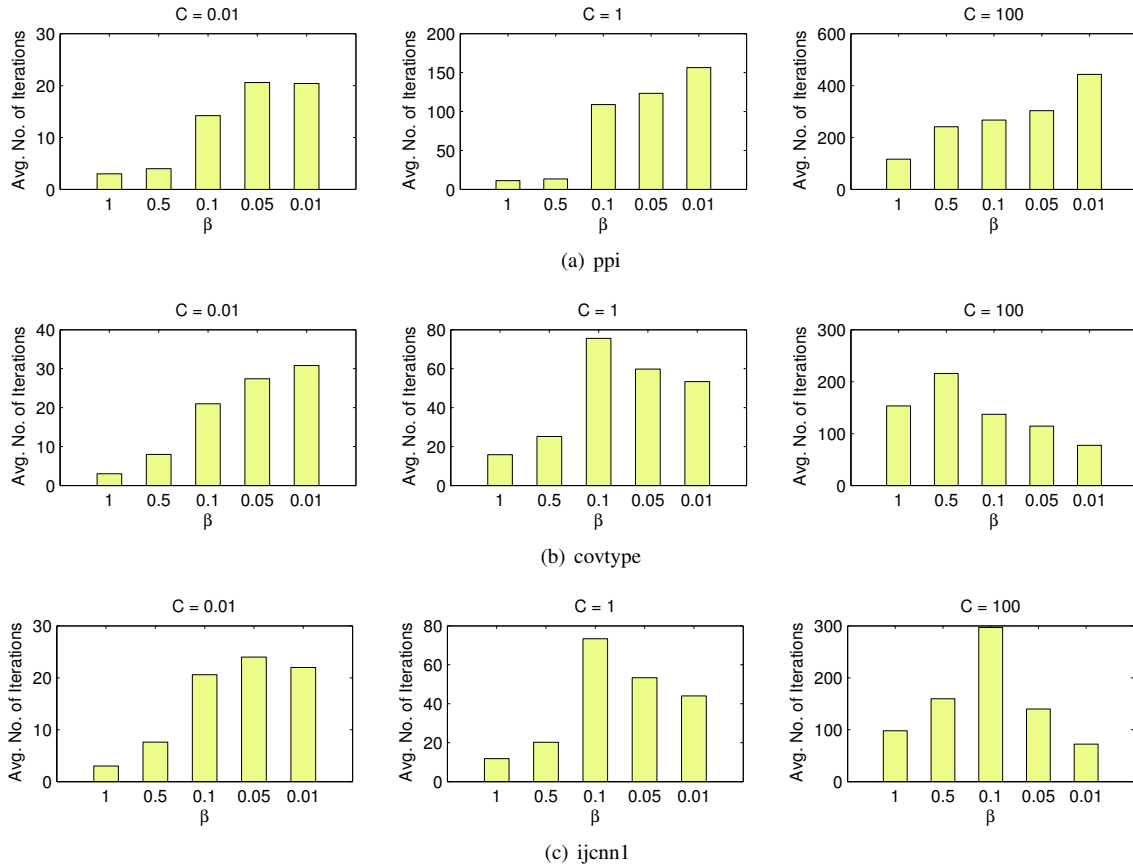 C = 0.01
C = 1
C = 100
Avg. No. of Iterations
30
20
10
0
1 0.5 0.1 0.05 0.01
β
Avg. No. of Iterations
200
150
100
50
0
1 0.5 0.1 0.05 0.01
β
Avg. No. of Iterations
600
400
200
0
1 0.5 0.1 0.05 0.01
β
(a) ppi
C = 0.01
C = 1
C = 100
Avg. No. of Iterations
40
30
20
10
0
1 0.5 0.1 0.05 0.01
β
Avg. No. of Iterations
80
60
40
20
0
1 0.5 0.1 0.05 0.01
β
Avg. No. of Iterations
300
200
100
0
1 0.5 0.1 0.05 0.01
β
(b) covtype
C = 0.01
C = 1
C = 100
Avg. No. of Iterations
30
20
10
0
1 0.5 0.1 0.05 0.01
β
Avg. No. of Iterations
80
60
40
20
0
1 0.5 0.1 0.05 0.01
β
Avg. No. of Iterations
300
200
100
0
1 0.5 0.1 0.05 0.01
β
(c) ijcnn1